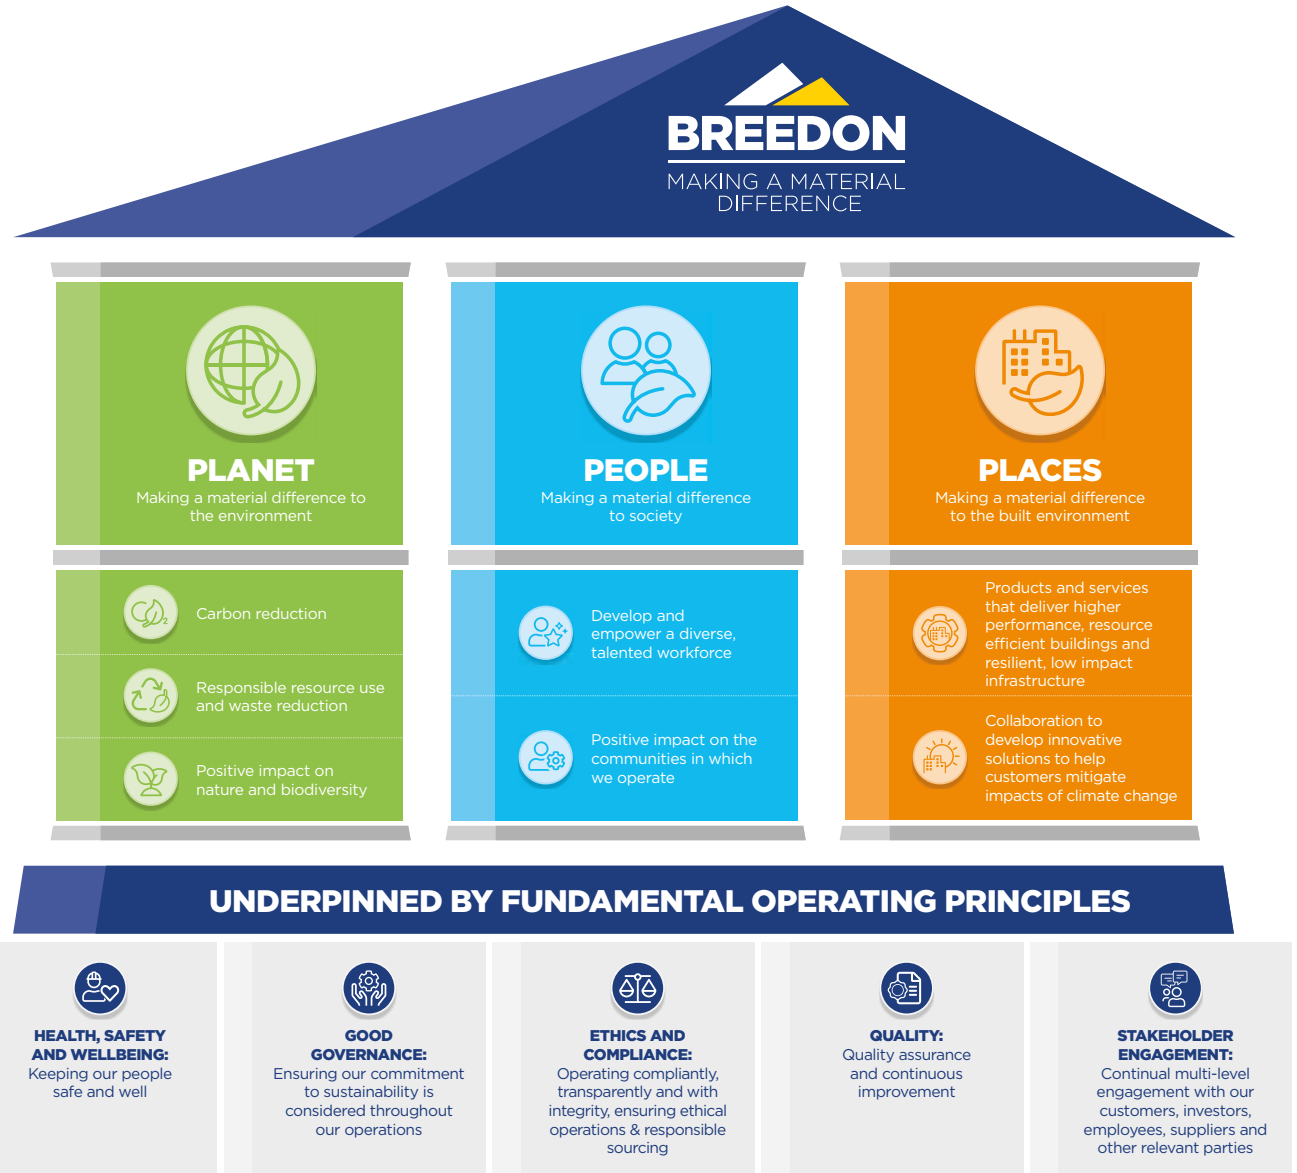 BREEDON
MAKING A MATERIAL
DIFFERENCE
PLANET
Making a material difference to
the environment
Carbon reduction
Responsible resource use
and waste reduction
Positive impact on
nature and biodiversity
PEOPLE
Making a material difference
to society
Develop and
empower a diverse,
talented workforce
Positive impact on the
communities in which
we operate
PLACES
Making a material difference
to the built environment
Products and services
that deliver higher
performance, resource
efficient buildings and
resilient, low impact
infrastructure
Collaboration to
develop innovative
solutions to help
customers mitigate
impacts of climate change
UNDERPINNED BY FUNDAMENTAL OPERATING PRINCIPLES
HEALTH, SAFETY
AND WELLBEING:
Keeping our people
safe and well
GOOD
GOVERNANCE:
Ensuring our commitment
to sustainability is
considered throughout
our operations
ETHICS AND
COMPLIANCE:
Operating compliantly,
transparently and with
integrity, ensuring ethical
operations & responsible
sourcing
QUALITY:
Quality assurance
and continuous
improvement
STAKEHOLDER
ENGAGEMENT:
Continual multi-level
engagement with our
customers, investors,
employees, suppliers and
other relevant parties